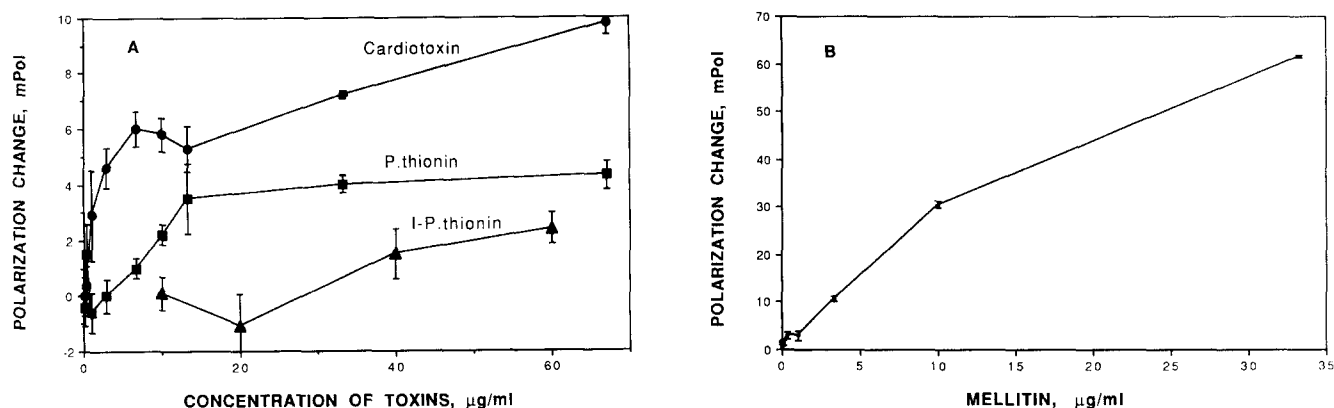 A
Cardiotoxin
P.thionin
I-P.thionin
POLARIZATION CHANGE, mPol
10
8
6
4
2
0
-2
20
40
60
CONCENTRATION OF TOXINS, µg/ml
B
POLARIZATION CHANGE, mPol
70
60
50
40
30
20
10
0
0
5
10
15
20
25
30
35
MELLITIN, µg/ml